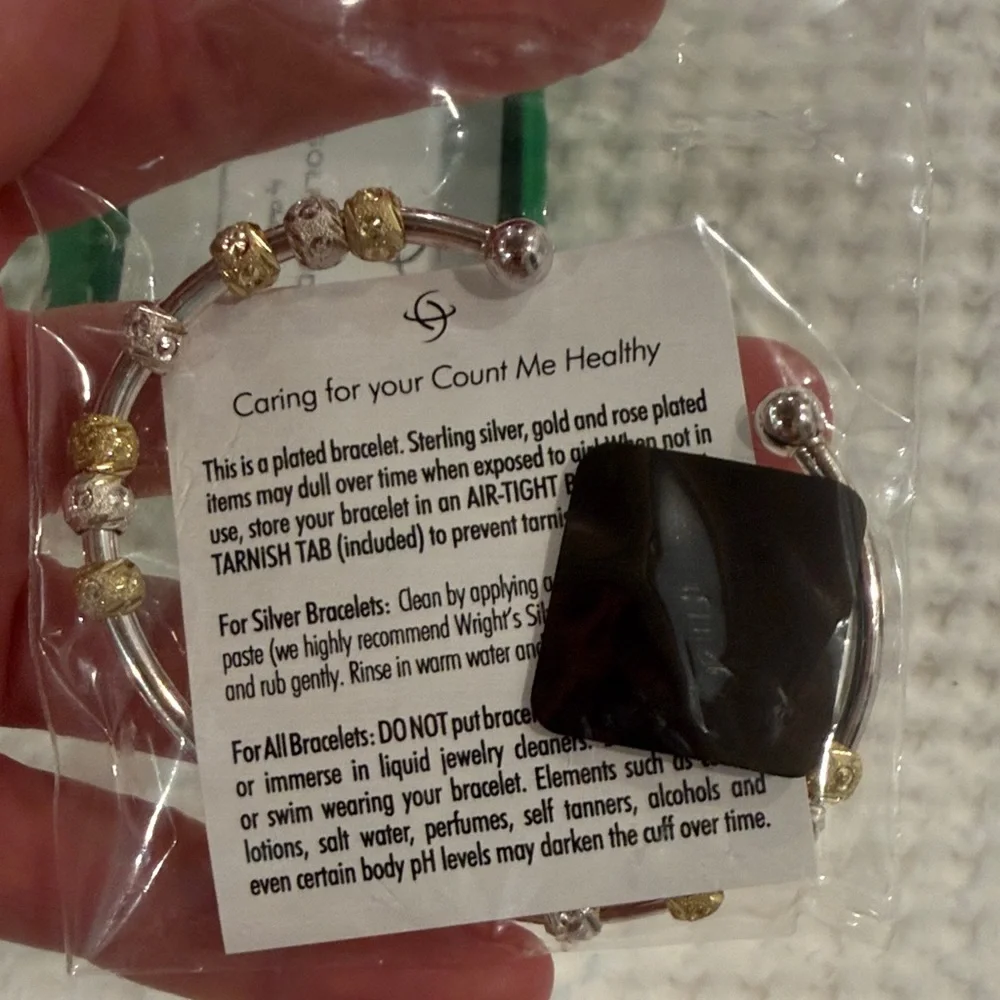 Caring for your Count Me Healthy
This is a plated bracelet. Sterling silver, gold and rose plated
items may dull over time when exposed to air. When not in
use, store your bracelet in an AIR-TIGHT
TARNISH TAB (included) to prevent
For Silver Bracelets: Clean by applying a
paste (we highly recommend Wright's
and rub gently. Rinse in warm water
For All Bracelets: DO NOT put
or immerse in liquid jewelry cleaners.
or swim wearing your bracelet. Elements such as
lotions, salt water, perfumes, self tanners, alcohols and
even certain body pH levels may darken the cuff over time.